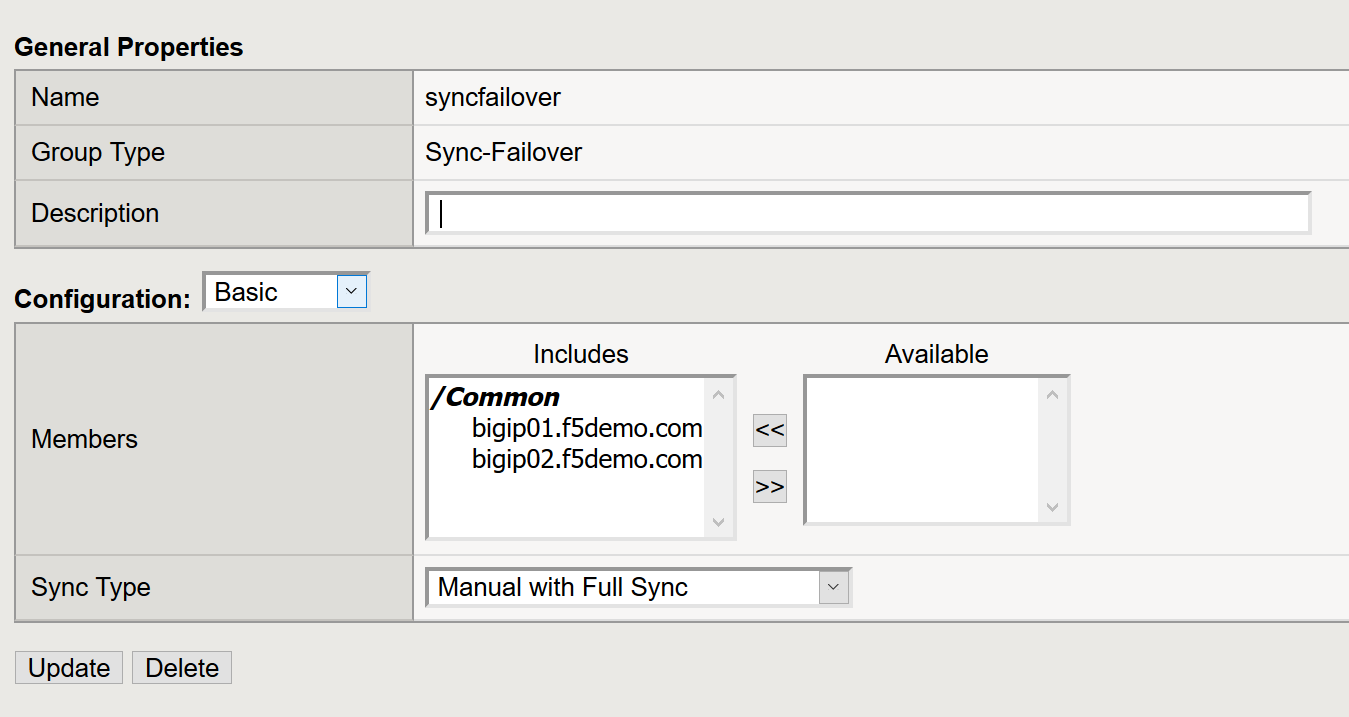 General Properties
Name syncfailover
Group Type Sync-Failover
Description
Configuration: Basic
Includes Available
/Common
bigip01.f5demo.com <<
bigip02.f5demo.com
Members
>>
Sync Type Manual with Full Sync
Update Delete